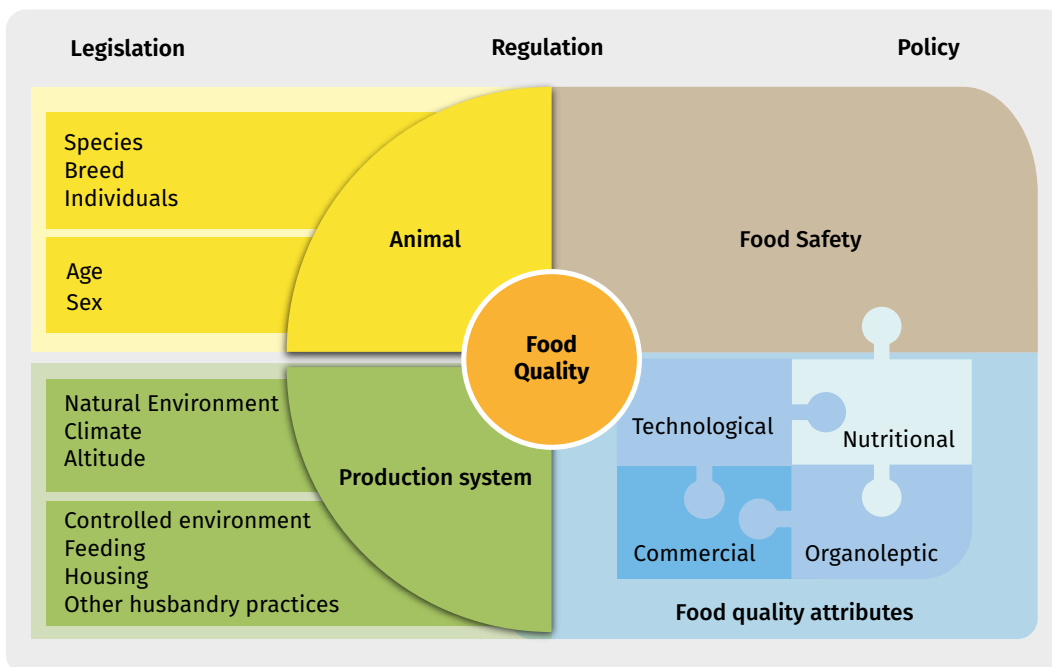 Legislation
Regulation
Policy
Species
Breed
Individuals
Age
Sex
Animal
Food Safety
Food
Quality
Natural Environment
Climate
Altitude
Controlled environment
Feeding
Housing
Other husbandry practices
Production system
Technological
Nutritional
Commercial
Organoleptic
Food quality attributes